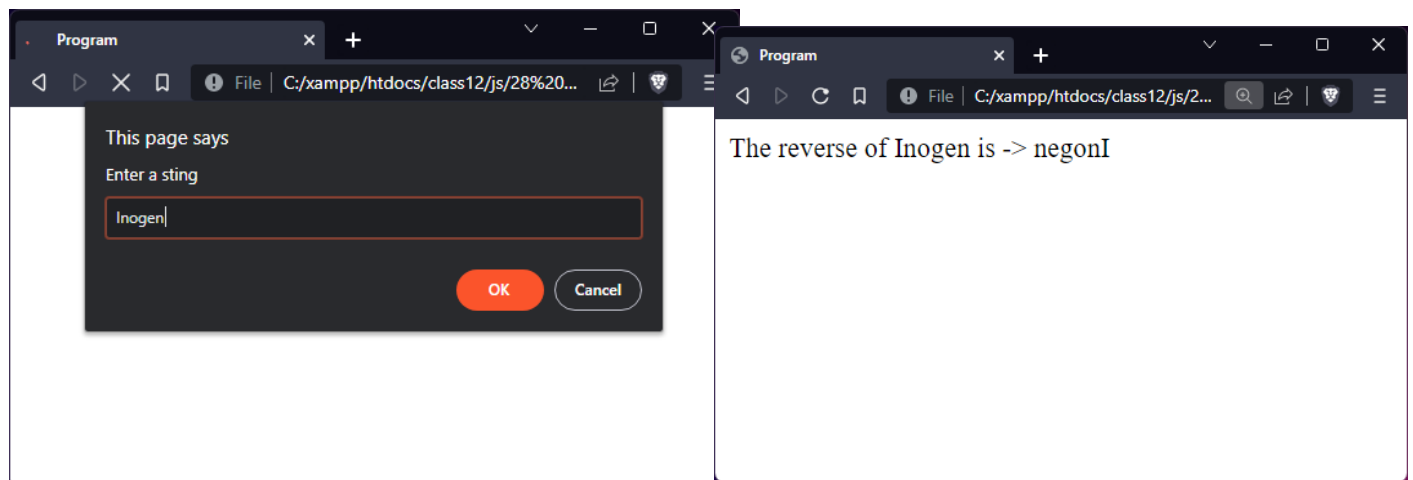 Program
File C:/xampp/htdocs/class12/js/28%20...
This page says
Enter a sting
Inogen
OK
Cancel
Program
File C:/xampp/htdocs/class12/js/2...
The reverse of Inogen is -> negonI